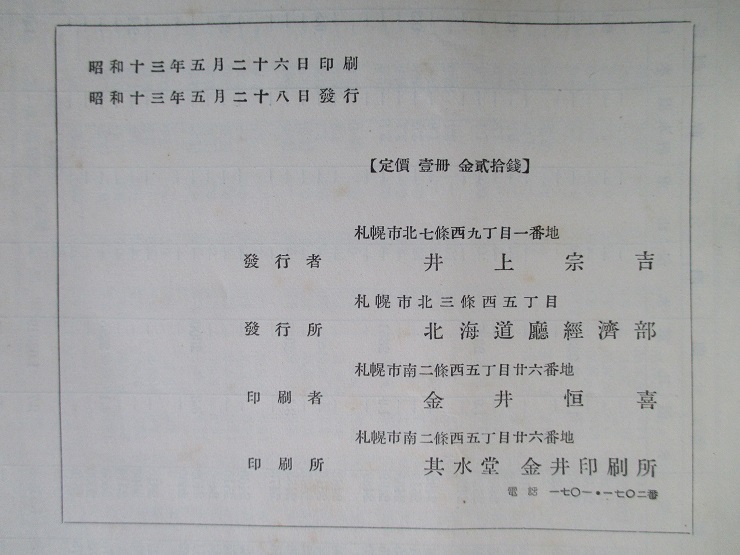 昭和十三年五月二十六日印刷
昭和十三年五月二十八日發行
【定價 壹冊 金貳拾錢】
札幌市北七條西九丁目一番地
發行者 井上宗吉
札幌市北三條西五丁目
發行所 北海道廳經濟部
札幌市南二條西五丁目廿六番地
印刷者 金井恒喜
札幌市南二條西五丁目廿六番地
印刷所 其水堂 金井印刷所
電話 一七〇一・一七〇二番